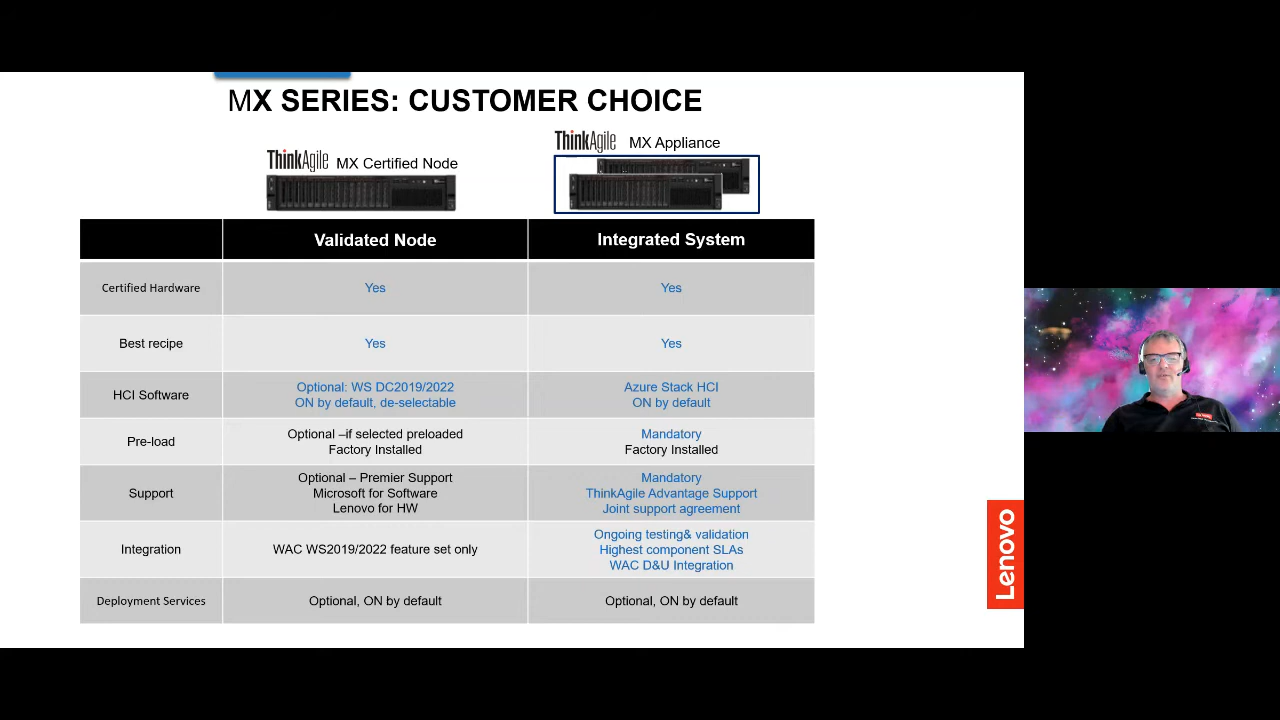 MX SERIES: CUSTOMER CHOICE
ThinkAgile MX Certified Node
ThinkAgile MX Appliance
Validated Node
Integrated System
Certified Hardware
Yes
Yes
Best recipe
Yes
Yes
HCI Software
Optional: WS DC2019/2022
ON by default, de-selectable
Azure Stack HCI
ON by default
Pre-load
Optional –if selected preloaded
Factory Installed
Mandatory
Factory Installed
Support
Optional – Premier Support
Microsoft for Software
Lenovo for HW
Mandatory
ThinkAgile Advantage Support
Joint support agreement
Integration
WAC WS2019/2022 feature set only
Ongoing testing& validation
Highest component SLAs
WAC D&U Integration
Deployment Services
Optional, ON by default
Optional, ON by default
Lenovo